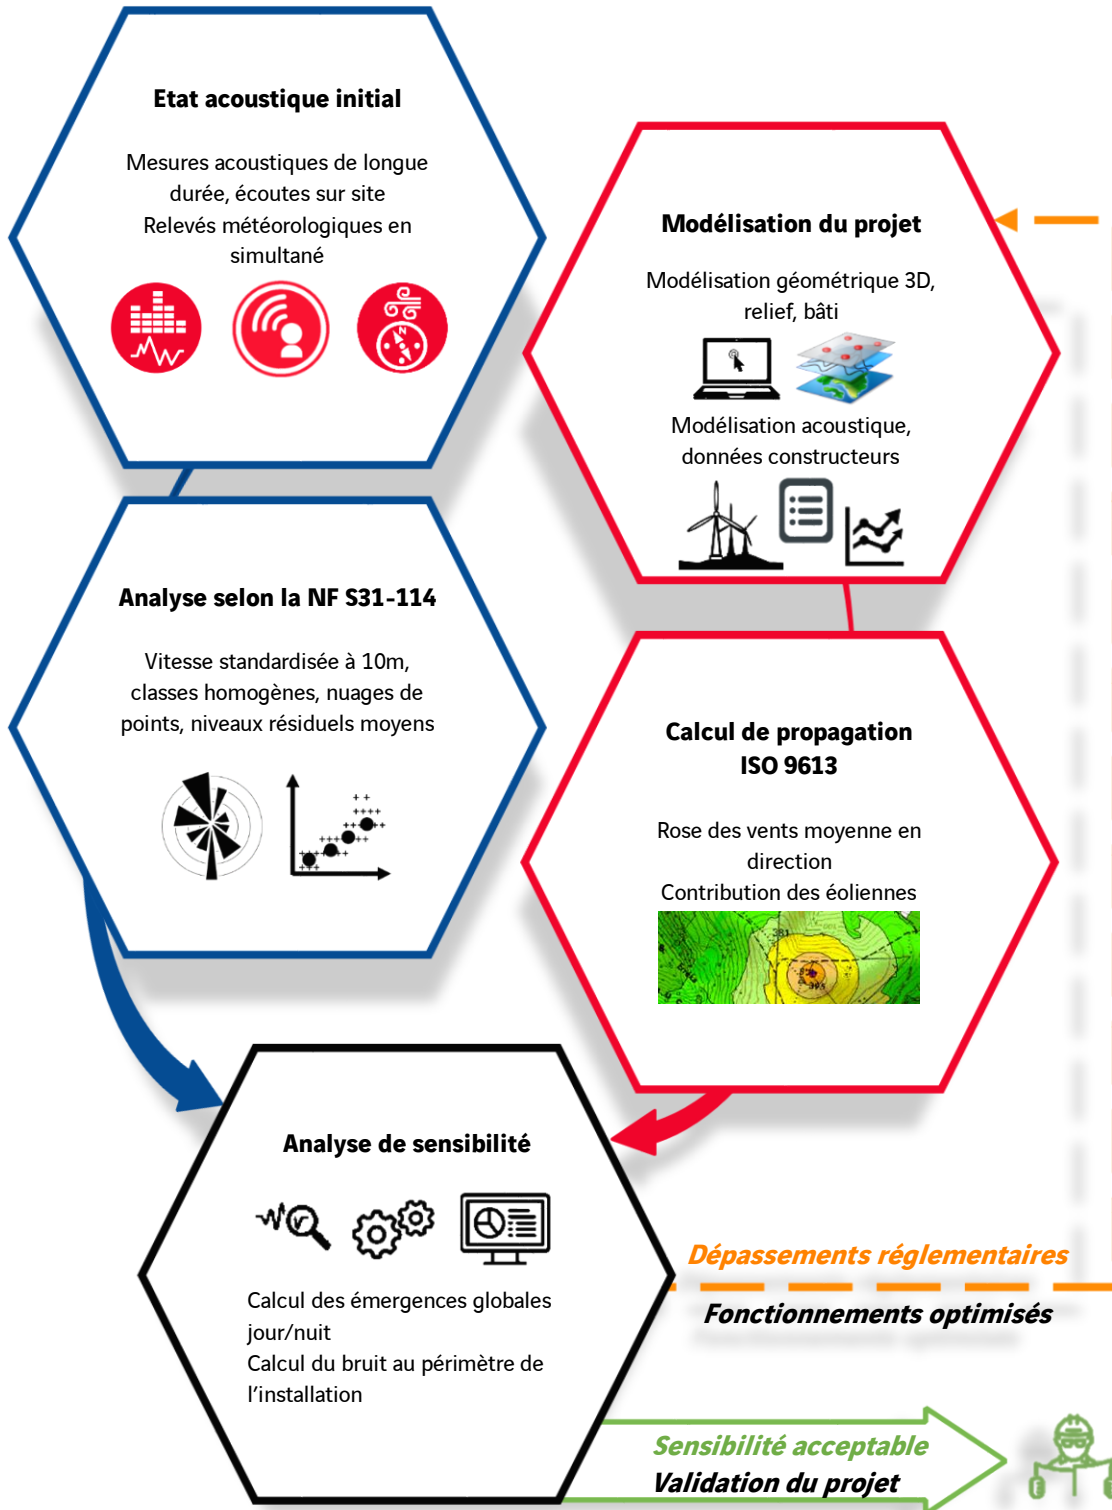 Etat acoustique initial
Mesures acoustiques de longue
durée, écoutes sur site
Relevés météorologiques en
simultané
N
Modélisation du projet
Modélisation géométrique 3D,
relief, bâti
Modélisation acoustique,
données constructeurs
Analyse selon la NF S31-114
Vitesse standardisée à 10m,
classes homogènes, nuages de
points, niveaux résiduels moyens
Calcul de propagation
ISO 9613
Rose des vents moyenne en
direction
Contribution des éoliennes
381
Analyse de sensibilité
Calcul des émergences globales
jour/nuit
Calcul du bruit au périmètre de
l'installation
Dépassements réglementaires
Fonctionnements optimisés
Sensibilité acceptable
Validation du projet